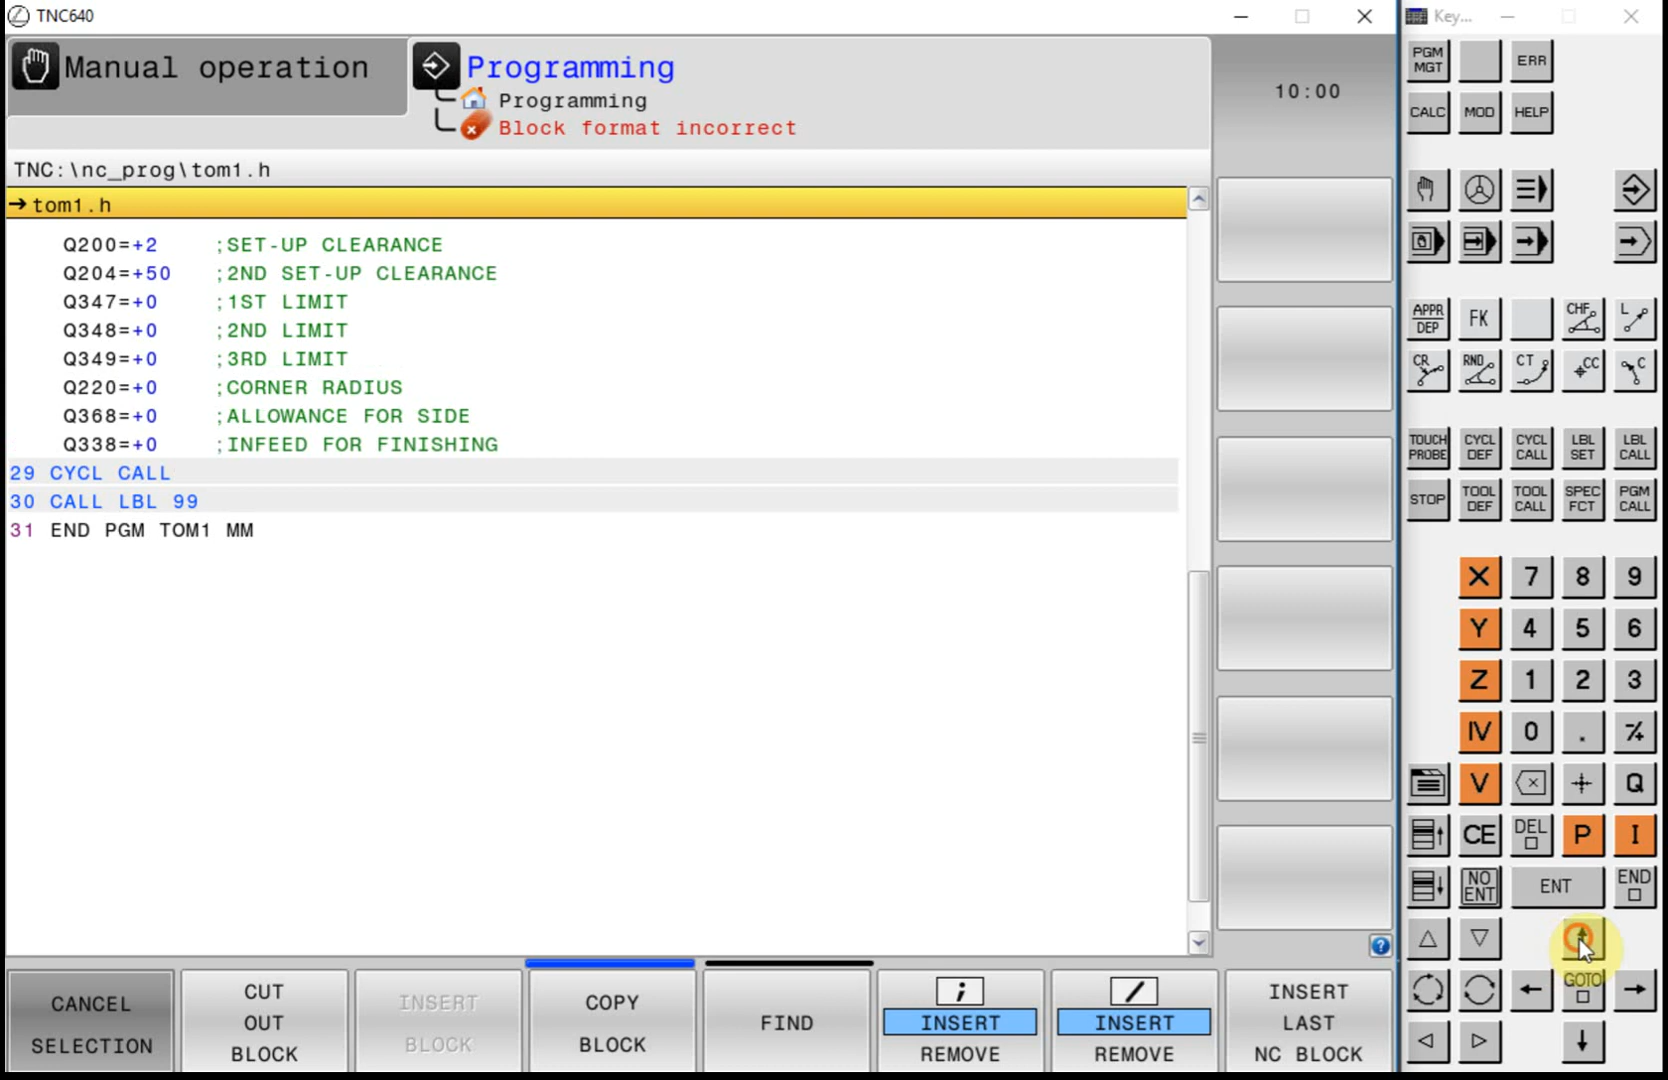 TNC640
Key...
Manual operation
Programming
Programming
Block format incorrect
10:00
TNC:\nc_prog\tom1.h
→tom1.h
Q200=+2 ;SET-UP CLEARANCE
Q204=+50 ;2ND SET-UP CLEARANCE
Q347=+0 ;1ST LIMIT
Q348=+0 ;2ND LIMIT
Q349=+0 ;3RD LIMIT
Q220=+0 ;CORNER RADIUS
Q368=+0 ;ALLOWANCE FOR SIDE
Q338=+0 ;INFEED FOR FINISHING
29 CYCL CALL
30 CALL LBL 99
31 END PGM TOM1 MM
CANCEL
SELECTION
CUT
OUT
BLOCK
INSERT
BLOCK
COPY
BLOCK
FIND
;
INSERT
REMOVE
/
INSERT
REMOVE
INSERT
LAST
NC BLOCK
PGM
MGT
ERR
CALC
MOD
HELP
APPR
DEP
FK
CHF
L
CR
RND
CT
CC
C
TOUCH
PROBE
CYCL
DEF
CYCL
CALL
LBL
SET
LBL
CALL
STOP
TOOL
DEF
TOOL
CALL
SPEC
FCT
PGM
CALL
X
7
8
9
Y
4
5
6
Z
1
2
3
IV
0
.
V
Q
CE
DEL
P
I
NO
ENT
ENT
END
GOTO